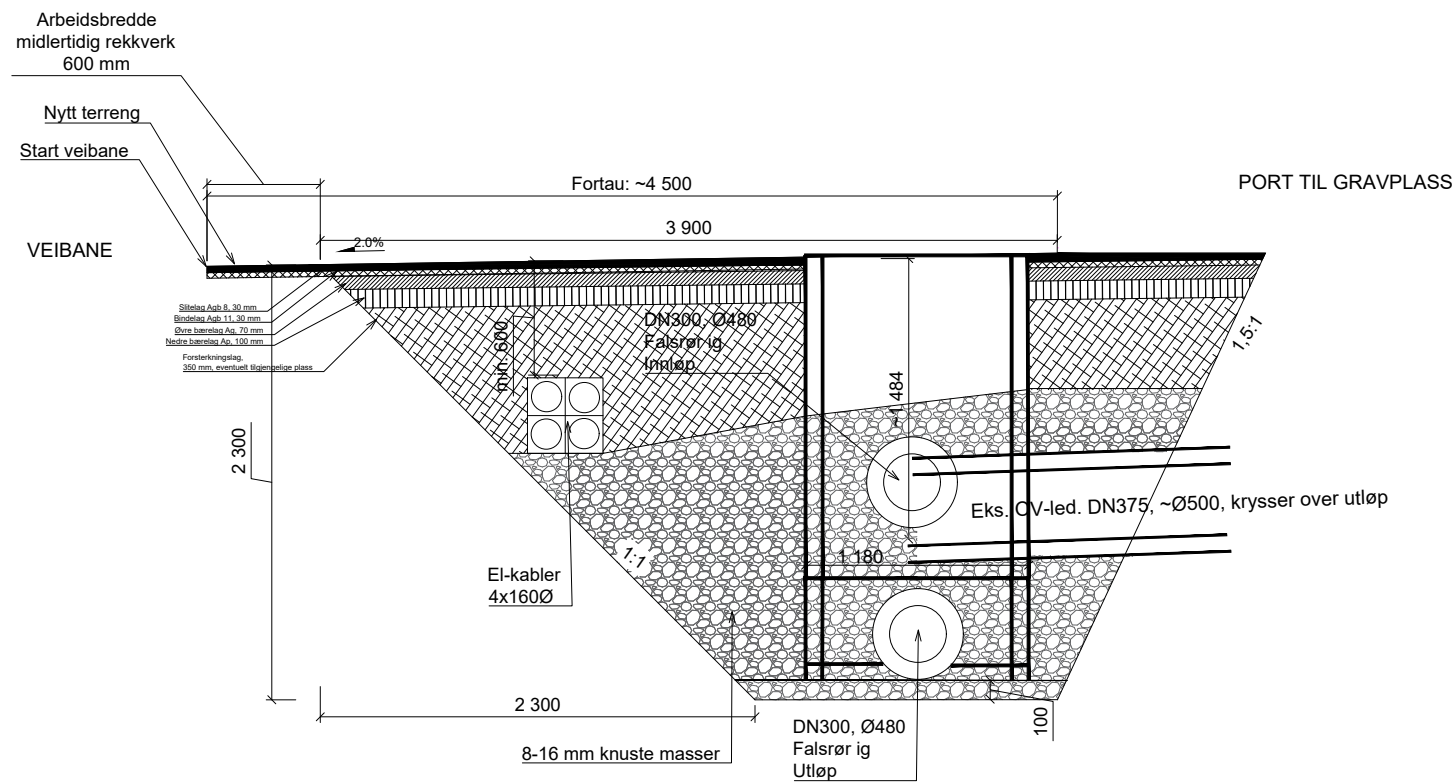 Arbeidsbredde
midlertidig rekkverk
600 mm
Nytt terreng
Start veibane
Fortau: ~4 500
PORT TIL GRAVPLASS
3 900
2.0%
VEIBANE
Slitelag Agb 8, 30 mm
Bindelag Agb 11, 30 mm
Øvre bærelag Ag, 70 mm
Nedre bærelag Ap, 100 mm
Forsterkningslag,
350 mm, eventuelt tilgjengelige plass
min. 600
DN300, Ø480
Falsrør ig
Innløp
1,5:1
~1 484
2 300
Eks. OV-led. DN375, ~Ø500, krysser over utløp
1:1
1 180
El-kabler
4x160Ø
2 300
100
8-16 mm knuste masser
DN300, Ø480
Falsrør ig
Utløp